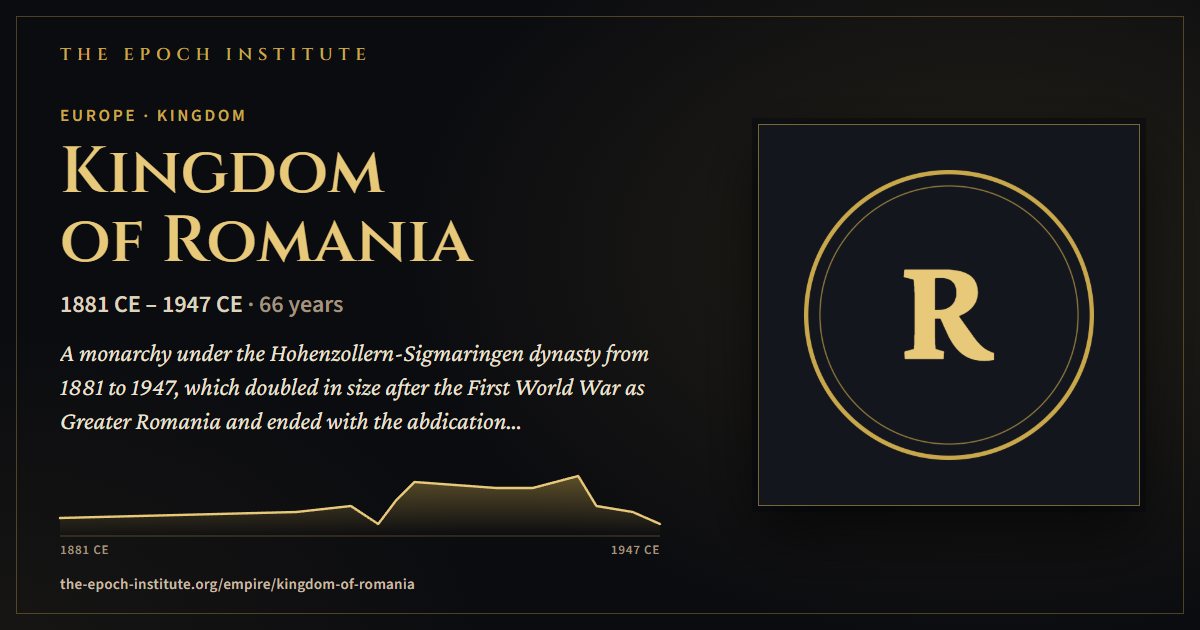 THE EPOCH INSTITUTE
EUROPE · KINGDOM
KINGDOM
OF ROMANIA
1881 CE – 1947 CE · 66 years
A monarchy under the Hohenzollern-Sigmaringen dynasty from
1881 to 1947, which doubled in size after the First World War as
Greater Romania and ended with the abdication...
R
1881 CE
1947 CE
the-epoch-institute.org/empire/kingdom-of-romania